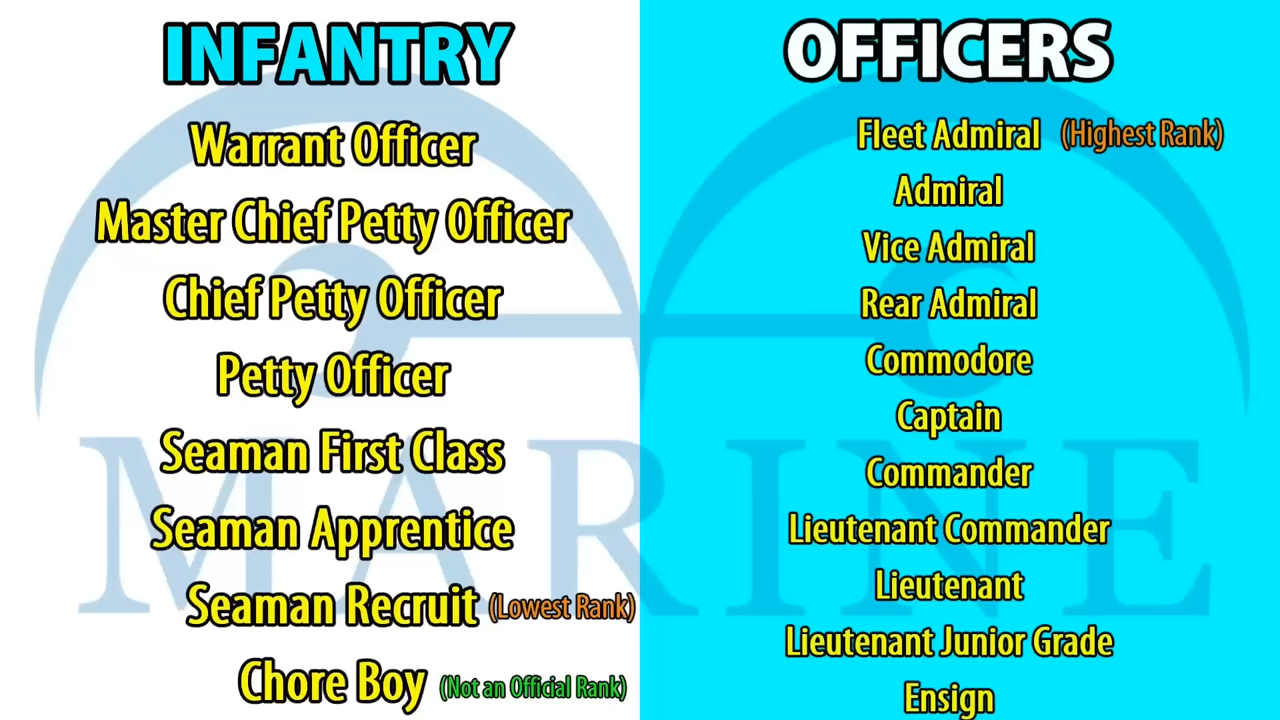 INFANTRY
Warrant Officer
Master Chief Petty Officer
Chief Petty Officer
Petty Officer
Seaman First Class
Seaman Apprentice
Seaman Recruit (Lowest Rank)
Chore Boy (Not an Official Rank)
OFFICERS
Fleet Admiral (Highest Rank)
Admiral
Vice Admiral
Rear Admiral
Commodore
Captain
Commander
Lieutenant Commander
Lieutenant
Lieutenant Junior Grade
Ensign
MARINE